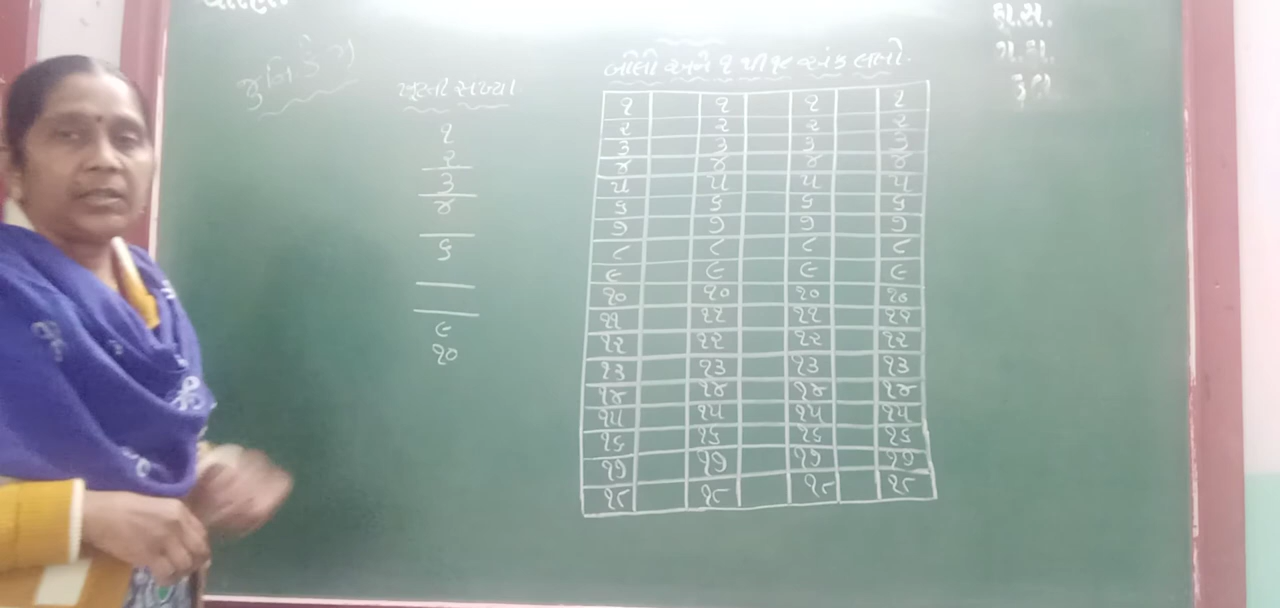 જુનિ કે.જી
ખૂટતી સંખ્યા
૧
૨
૩
૪
૬
૯
૧૦
બોલો અને ૧ થી ૧૮ અંક લખો.
૧ ૧ ૧ ૧
૨ ૨ ૨ ૨
૩ ૩ ૩ ૩
૪ ૪ ૪ ૪
૫ ૫ ૫ ૫
૬ ૬ ૬ ૬
૭ ૭ ૭ ૭
૮ ૮ ૮ ૮
૯ ૯ ૯ ૯
૧૦ ૧૦ ૧૦ ૧૦
૧૧ ૧૧ ૧૧ ૧૧
૧૨ ૧૨ ૧૨ ૧૨
૧૩ ૧૩ ૧૩ ૧૩
૧૪ ૧૪ ૧૪ ૧૪
૧૫ ૧૫ ૧૫ ૧૫
૧૬ ૧૬ ૧૬ ૧૬
૧૭ ૧૭ ૧૭ ૧૭
૧૮ ૧૮ ૧૮ ૧૮
હા.સ.
ગે.હા.
કુલ